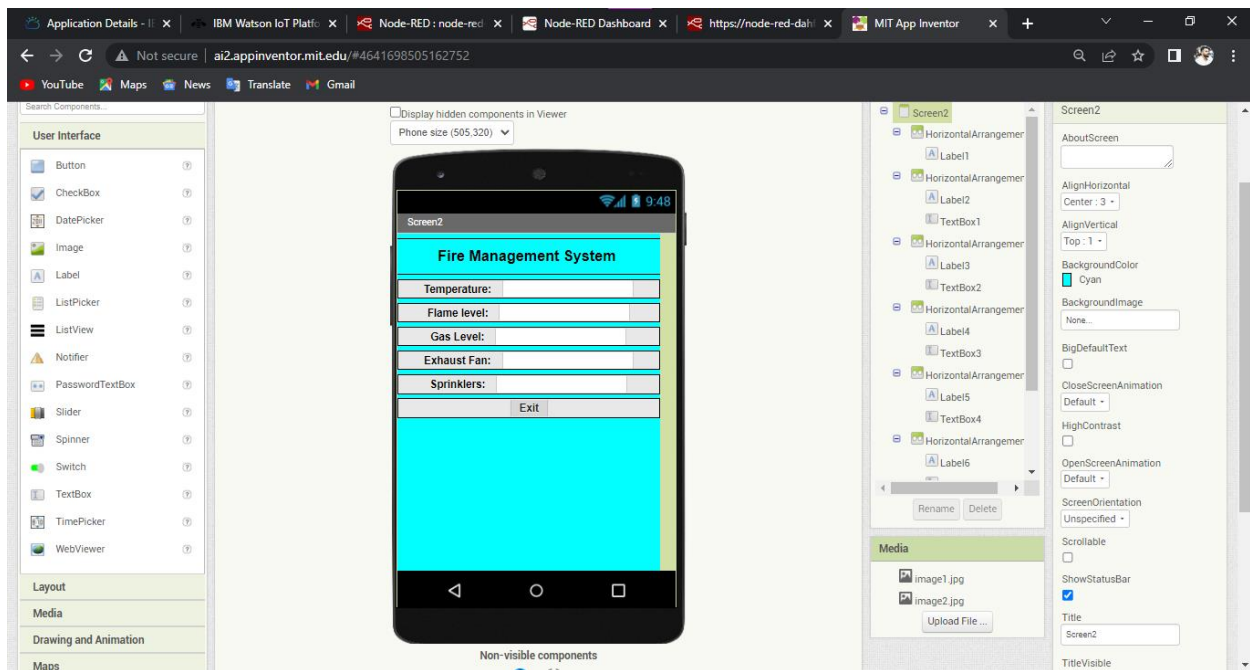 Application Details - I
IBM Watson IoT Platfo
Node-RED : node-red
Node-RED Dashboard
https://node-red-dah
MIT App Inventor
Not secure
ai2.appinventor.mit.edu/#4641698505162752
YouTube
Maps
News
Translate
Gmail
Search Components...
User Interface
Button
CheckBox
DatePicker
Image
Label
ListPicker
ListView
Notifier
PasswordTextBox
Slider
Spinner
Switch
TextBox
TimePicker
WebViewer
Layout
Media
Drawing and Animation
Maps
Display hidden components in Viewer
Phone size (505,320)
9:48
Screen2
Fire Management System
Temperature:
Flame level:
Gas Level:
Exhaust Fan:
Sprinklers:
Exit
Non-visible components
Screen2
HorizontalArrangemen
Label1
HorizontalArrangemen
Label2
TextBox1
HorizontalArrangemen
Label3
TextBox2
HorizontalArrangemen
Label4
TextBox3
HorizontalArrangemen
Label5
TextBox4
HorizontalArrangemen
Label6
Rename
Delete
Media
image1.jpg
image2.jpg
Upload File ...
Screen2
AboutScreen
AlignHorizontal
Center : 3
AlignVertical
Top : 1
BackgroundColor
Cyan
BackgroundImage
None...
BigDefaultText
CloseScreenAnimation
Default
HighContrast
OpenScreenAnimation
Default
ScreenOrientation
Unspecified
Scrollable
ShowStatusBar
Title
Screen2
TitleVisible